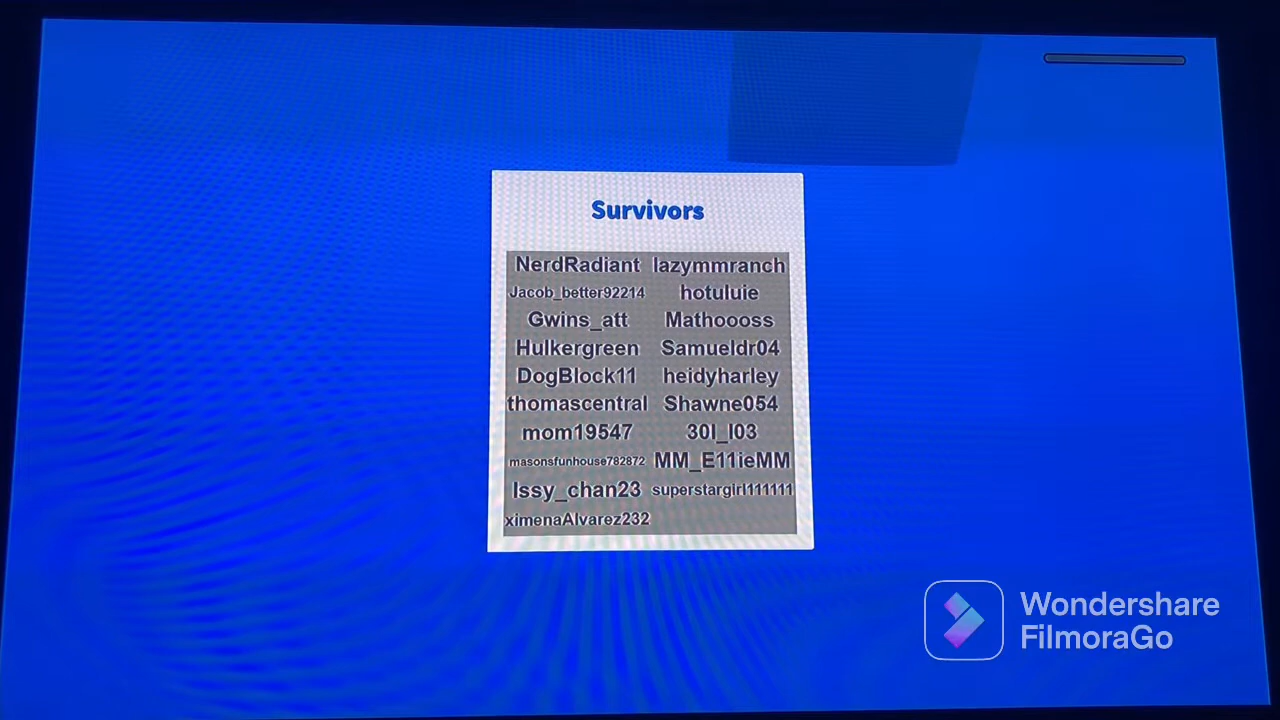 Survivors
NerdRadiant lazymmranch
Jacob_better92214 hotuluie
Gwins_att Mathoooss
Hulkergreen Samueldr04
DogBlock11 heidyharley
thomascentral Shawne054
mom19547 30l_l03
masonsfunhouse782872 MM_E11ieMM
Issy_chan23 superstargirl111111
ximenaAlvarez232
Wondershare
FilmoraGo